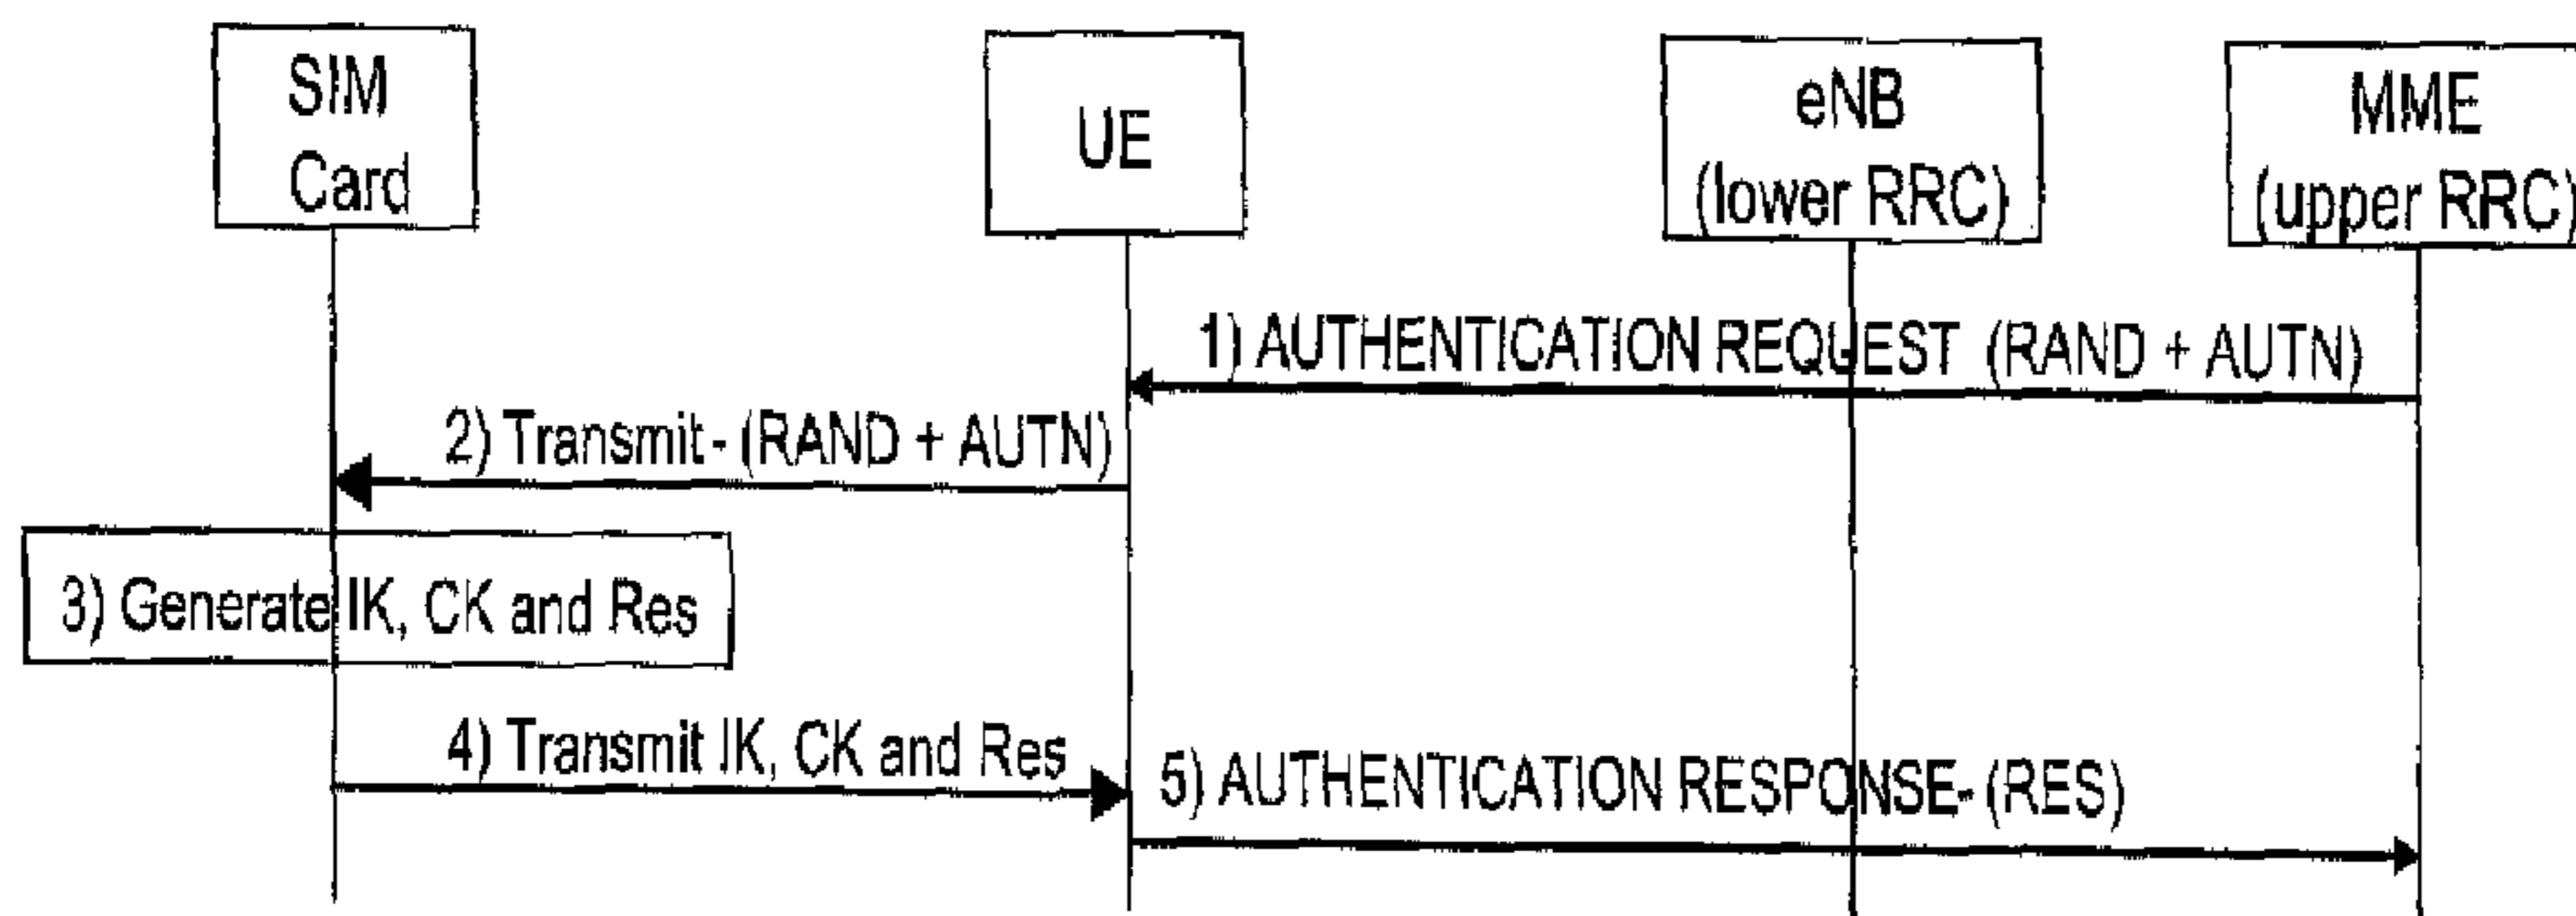 SIM
Card
UE
eNB
(lower RRC)
MME
(upper RRC)
1) AUTHENTICATION REQUEST (RAND + AUTN)
2) Transmit - (RAND + AUTN)
3) Generate IK, CK and Res
4) Transmit IK, CK and Res
5) AUTHENTICATION RESPONSE- (RES)